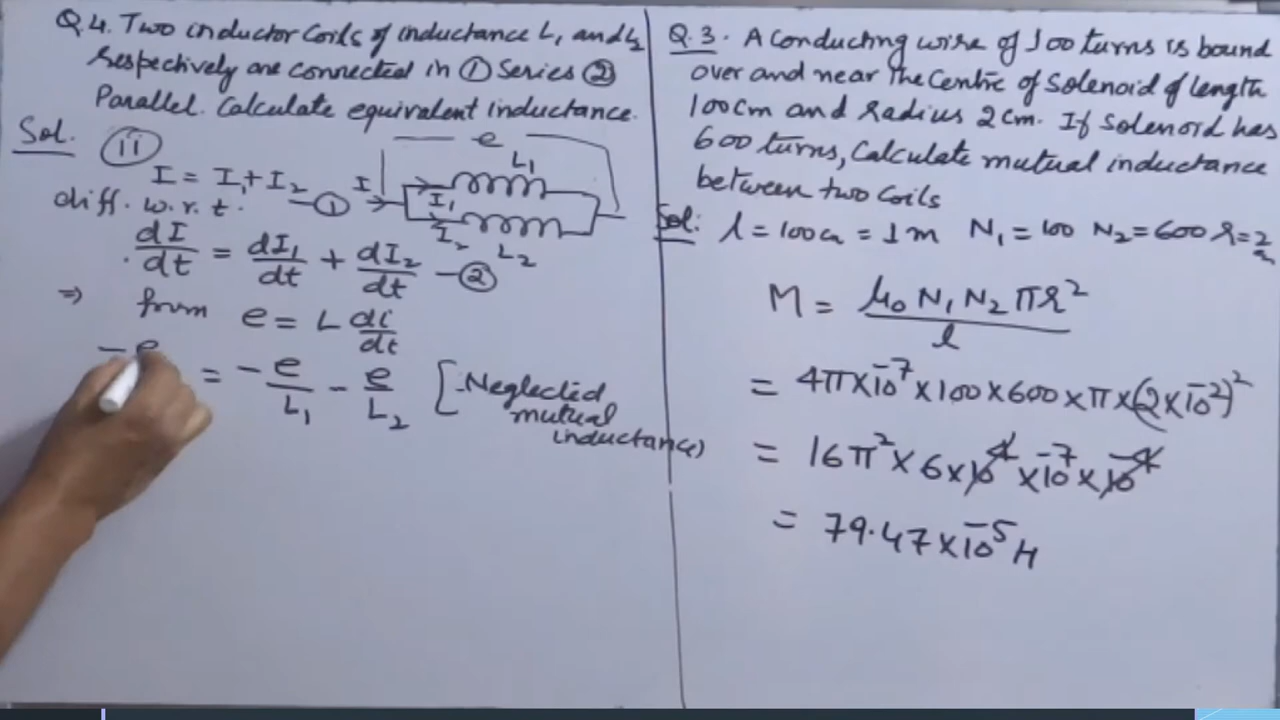 Q.4. Two inductor Coils of inductance L₁ and L₂
respectively are connected in ① Series ②
Parallel. Calculate equivalent inductance.
Sol. (ii)
I = I₁ + I₂ —①
diff. w.r.t.
dI/dt = dI₁/dt + dI₂/dt —②
⇒ from e = L di/dt
-e = -e/L₁ - e/L₂ [-Neglected
mutual
inductance)
e
L₁
I
I₁
I₂
L₂
Q.3. A Conducting wire of 100 turns is bound
over and near the Centre of Solenoid of length
100cm and radius 2cm. If Solenoid has
600 turns, Calculate mutual inductance
between two Coils
Sol: l = 100cm = 1m N₁ = 100 N₂ = 600 r = 2
M = μ₀ N₁ N₂ πr² / l
= 4π×10⁻⁷×100×600×π×(2×10⁻²)²
= 16π²×6×10⁴×10⁻⁷×10⁻⁴
= 79.47×10⁻⁵ H